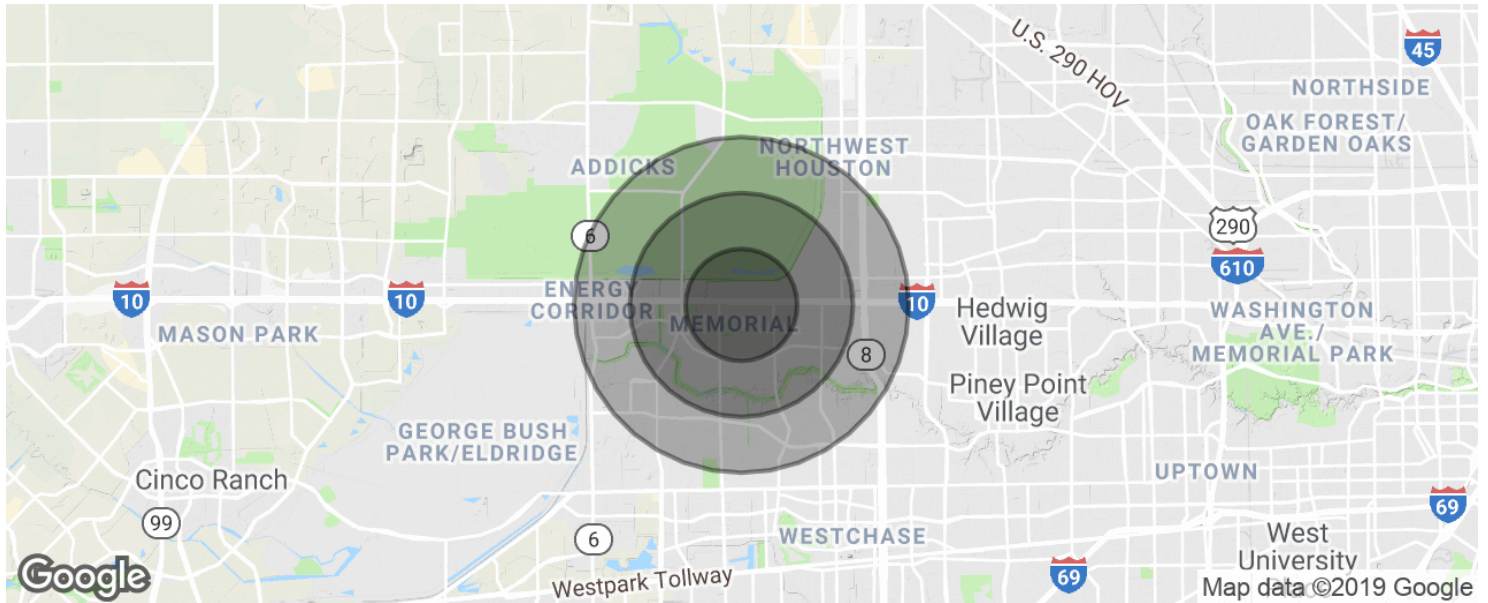 U.S. 290 HOV
45
NORTHSIDE
OAK FOREST/
GARDEN OAKS
NORTHWEST
HOUSTON
ADDICKS
6
290
610
10
10
ENERGY
CORRIDOR
10
Hedwig
Village
WASHINGTON
AVE./
MEMORIAL PARK
MASON PARK
MEMORIAL
8
Piney Point
Village
GEORGE BUSH
PARK/ELDRIDGE
Cinco Ranch
UPTOWN
99
69
6
WESTCHASE
West
University
Westpark Tollway
69
Google
Map data ©2019 Google